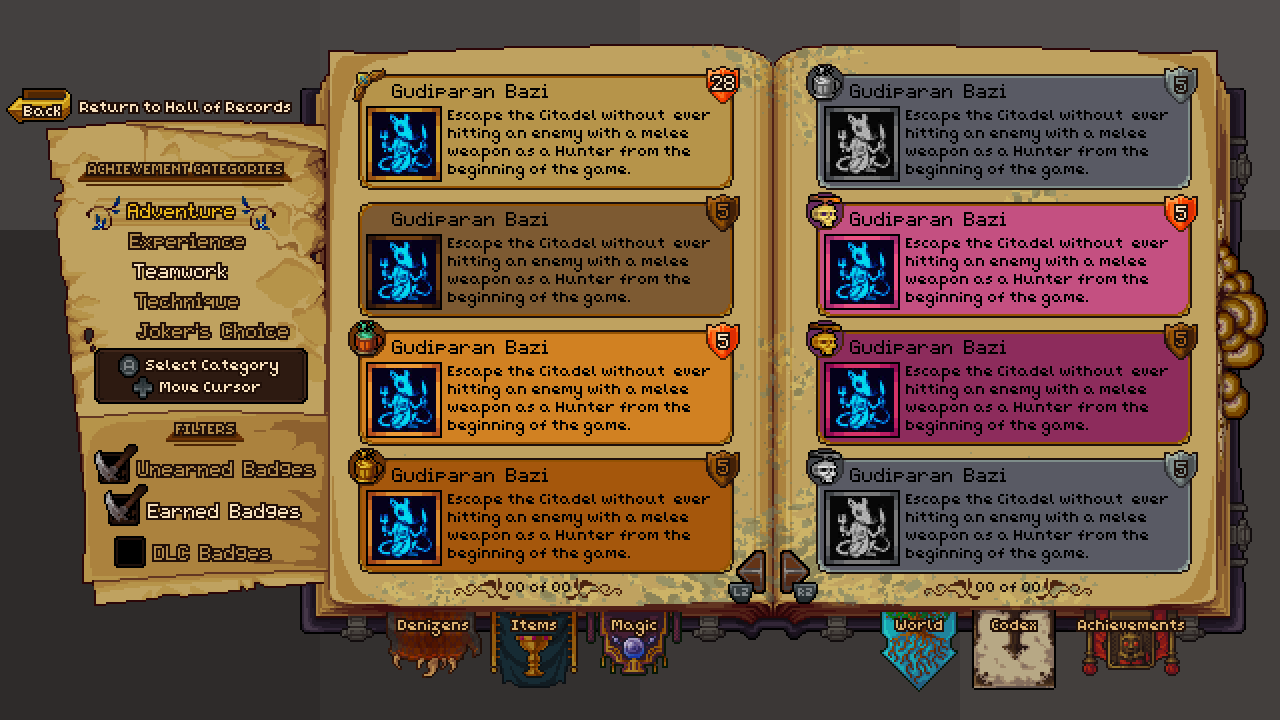 Back
Return to Hall of Records
ACHIEVEMENT CATEGORIES
Adventure
Experience
Teamwork
Technique
Joker's Choice
A Select Category
Move Cursor
FILTERS
Unearned Badges
Earned Badges
DLC Badges
Gudiparan Bazi
28
Escape the Citadel without ever
hitting an enemy with a melee
weapon as a Hunter from the
beginning of the game.
Gudiparan Bazi
5
Escape the Citadel without ever
hitting an enemy with a melee
weapon as a Hunter from the
beginning of the game.
Gudiparan Bazi
5
Escape the Citadel without ever
hitting an enemy with a melee
weapon as a Hunter from the
beginning of the game.
Gudiparan Bazi
5
Escape the Citadel without ever
hitting an enemy with a melee
weapon as a Hunter from the
beginning of the game.
00 of 00
LZ
Gudiparan Bazi
5
Escape the Citadel without ever
hitting an enemy with a melee
weapon as a Hunter from the
beginning of the game.
Gudiparan Bazi
5
Escape the Citadel without ever
hitting an enemy with a melee
weapon as a Hunter from the
beginning of the game.
Gudiparan Bazi
5
Escape the Citadel without ever
hitting an enemy with a melee
weapon as a Hunter from the
beginning of the game.
Gudiparan Bazi
5
Escape the Citadel without ever
hitting an enemy with a melee
weapon as a Hunter from the
beginning of the game.
RZ
00 of 00
Denizens
Items
Magic
World
Codex
Achievements